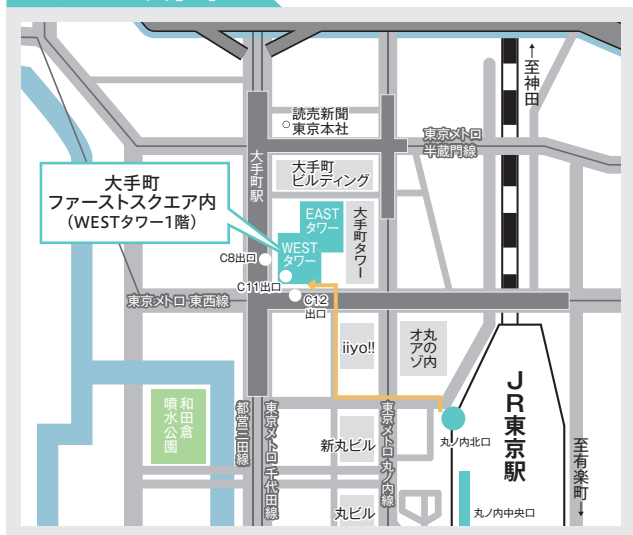 ←至神田
読売新聞
東京本社
東京メトロ
半蔵門線
大手町駅
大手町
ビルディング
大手町
ファーストスクエア内
(WESTタワー1階)
EAST
タワー
大手町タワー
WEST
タワー
C8出口
C11出口
C12
出口
東京メトロ・東西線
iiyo!!
丸の内
オアゾ
JR東京駅
和田倉
噴水公園
都営三田線
東京メトロ千代田線
東京メトロ丸ノ内線
新丸ビル
丸ノ内北口
至有楽町→
丸ビル
丸ノ内中央口